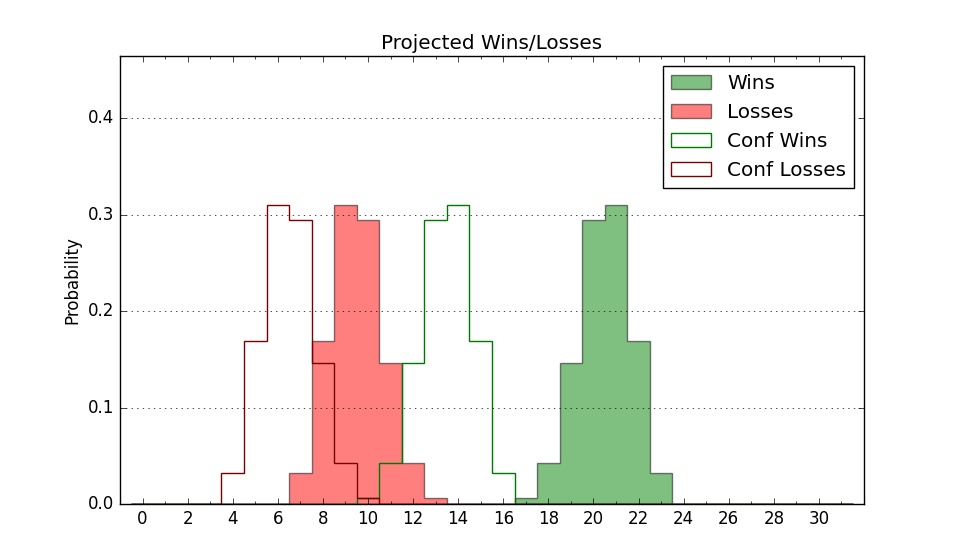 Projected Wins/Losses
Wins
Losses
Conf Wins
Conf Losses
Probability
0.4
0.3
0.2
0.1
0.0
0 2 4 6 8 10 12 14 16 18 20 22 24 26 28 30